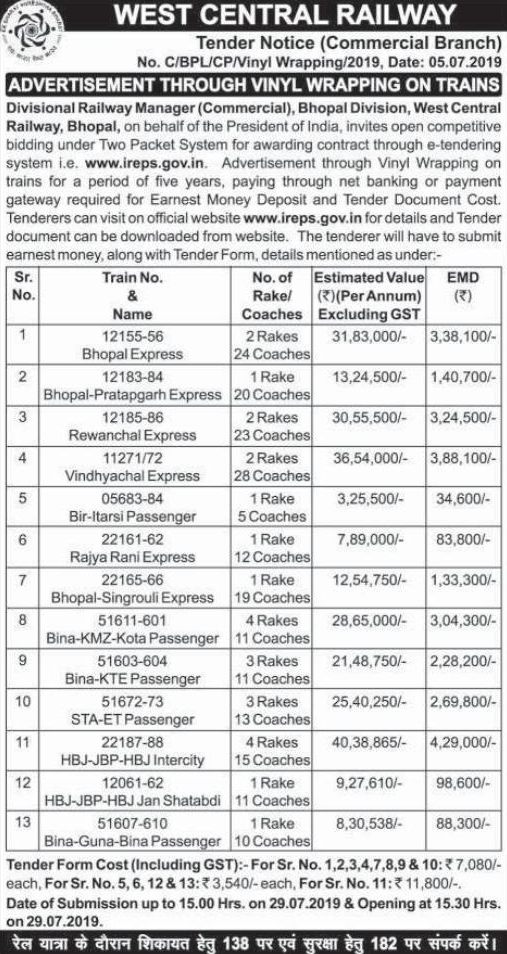 WEST CENTRAL RAILWAY
Tender Notice (Commercial Branch)
No. C/BPL/CP/Vinyl Wrapping/2019, Date: 05.07.2019
ADVERTISEMENT THROUGH VINYL WRAPPING ON TRAINS
Divisional Railway Manager (Commercial), Bhopal Division, West Central
Railway, Bhopal, on behalf of the President of India, invites open competitive
bidding under Two Packet System for awarding contract through e-tendering
system i.e. www.ireps.gov.in. Advertisement through Vinyl Wrapping on
trains for a period of five years, paying through net banking or payment
gateway required for Earnest Money Deposit and Tender Document Cost.
Tenderers can visit on official website www.ireps.gov.in for details and Tender
document can be downloaded from website. The tenderer will have to submit
earnest money, along with Tender Form, details mentioned as under:-
Sr. No. Train No. & Name No. of Rake/ Coaches Estimated Value (₹)(Per Annum) Excluding GST EMD (₹)
1 12155-56 2 Rakes 31,83,000/- 3,38,100/-
Bhopal Express 24 Coaches
2 12183-84 1 Rake 13,24,500/- 1,40,700/-
Bhopal-Pratapgarh Express 20 Coaches
3 12185-86 2 Rakes 30,55,500/- 3,24,500/-
Rewanchal Express 23 Coaches
4 11271/72 2 Rakes 36,54,000/- 3,88,100/-
Vindhyachal Express 28 Coaches
5 05683-84 1 Rake 3,25,500/- 34,600/-
Bir-Itarsi Passenger 5 Coaches
6 22161-62 1 Rake 7,89,000/- 83,800/-
Rajya Rani Express 12 Coaches
7 22165-66 1 Rake 12,54,750/- 1,33,300/-
Bhopal-Singrouli Express 19 Coaches
8 51611-601 4 Rakes 28,65,000/- 3,04,300/-
Bina-KMZ-Kota Passenger 11 Coaches
9 51603-604 3 Rakes 21,48,750/- 2,28,200/-
Bina-KTE Passenger 11 Coaches
10 51672-73 3 Rakes 25,40,250/- 2,69,800/-
STA-ET Passenger 13 Coaches
11 22187-88 4 Rakes 40,38,865/- 4,29,000/-
HBJ-JBP-HBJ Intercity 15 Coaches
12 12061-62 1 Rake 9,27,610/- 98,600/-
HBJ-JBP-HBJ Jan Shatabdi 11 Coaches
13 51607-610 1 Rake 8,30,538/- 88,300/-
Bina-Guna-Bina Passenger 10 Coaches
Tender Form Cost (Including GST):- For Sr. No. 1,2,3,4,7,8,9 & 10: ₹ 7,080/-
each, For Sr. No. 5, 6, 12 & 13: ₹ 3,540/- each, For Sr. No. 11: ₹ 11,800/-.
Date of Submission up to 15.00 Hrs. on 29.07.2019 & Opening at 15.30 Hrs.
on 29.07.2019.
रेल यात्रा के दौरान शिकायत हेतु 138 पर एवं सुरक्षा हेतु 182 पर संपर्क करें।